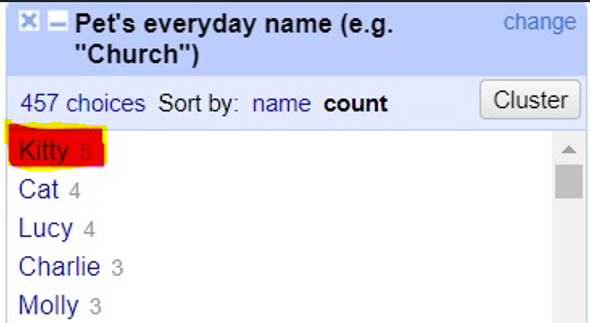 Pet's everyday name (e.g. change
"Church")
457 choices Sort by: name count Cluster
Kitty 5
Cat 4
Lucy 4
Charlie 3
Molly 3